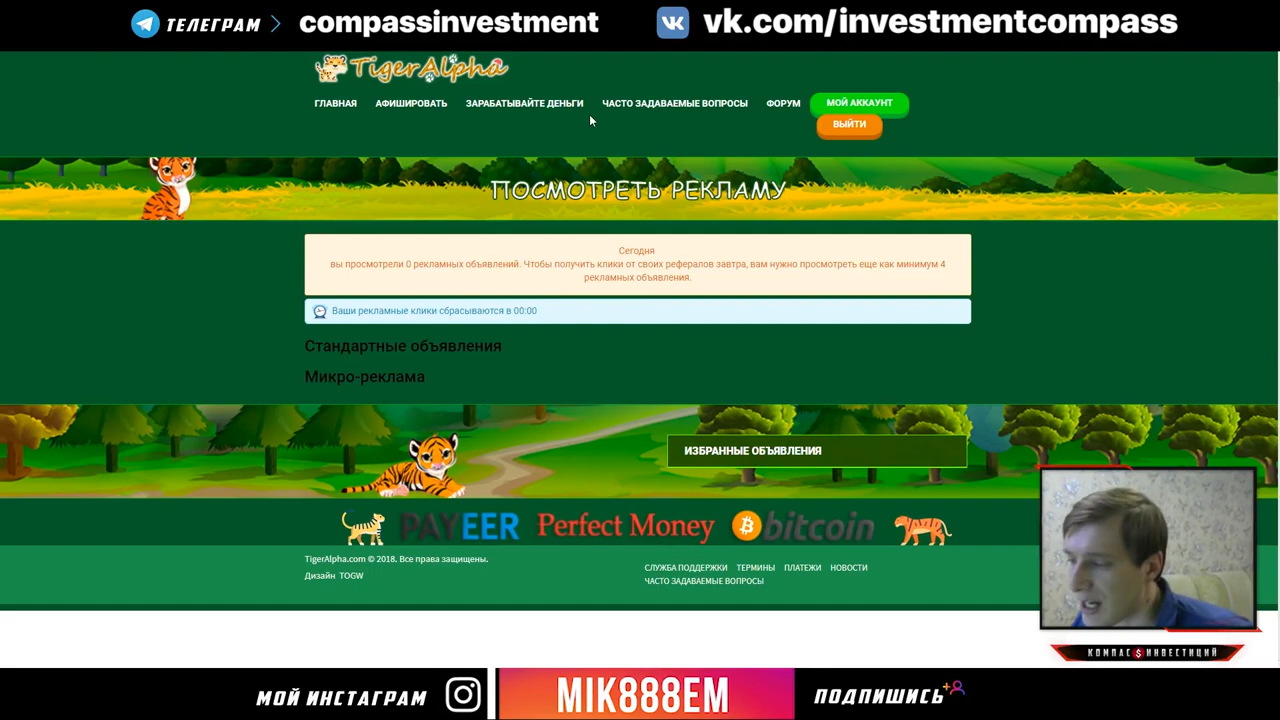 ТЕЛЕГРАМ compassinvestment vk.com/investmentcompass
TigerAlpha
ГЛАВНАЯ АФИШИРОВАТЬ ЗАРАБАТЫВАЙТЕ ДЕНЬГИ ЧАСТО ЗАДАВАЕМЫЕ ВОПРОСЫ ФОРУМ МОЙ АККАУНТ
ВЫЙТИ
ПОСМОТРЕТЬ РЕКЛАМУ
Сегодня
вы просмотрели 0 рекламных объявлений. Чтобы получить клики от своих рефералов завтра, вам нужно просмотреть еще как минимум 4
рекламных объявления.
Ваши рекламные клики сбрасываются в 00:00
Стандартные объявления
Микро-реклама
ИЗБРАННЫЕ ОБЪЯВЛЕНИЯ
PAYEER Perfect Money bitcoin
TigerAlpha.com © 2018. Все права защищены.
Дизайн TOGW
СЛУЖБА ПОДДЕРЖКИ ТЕРМИНЫ ПЛАТЕЖИ НОВОСТИ
ЧАСТО ЗАДАВАЕМЫЕ ВОПРОСЫ
КОМПАС $ ИНВЕСТИЦИЙ
МОЙ ИНСТАГРАМ MIK888EM ПОДПИШИСЬ